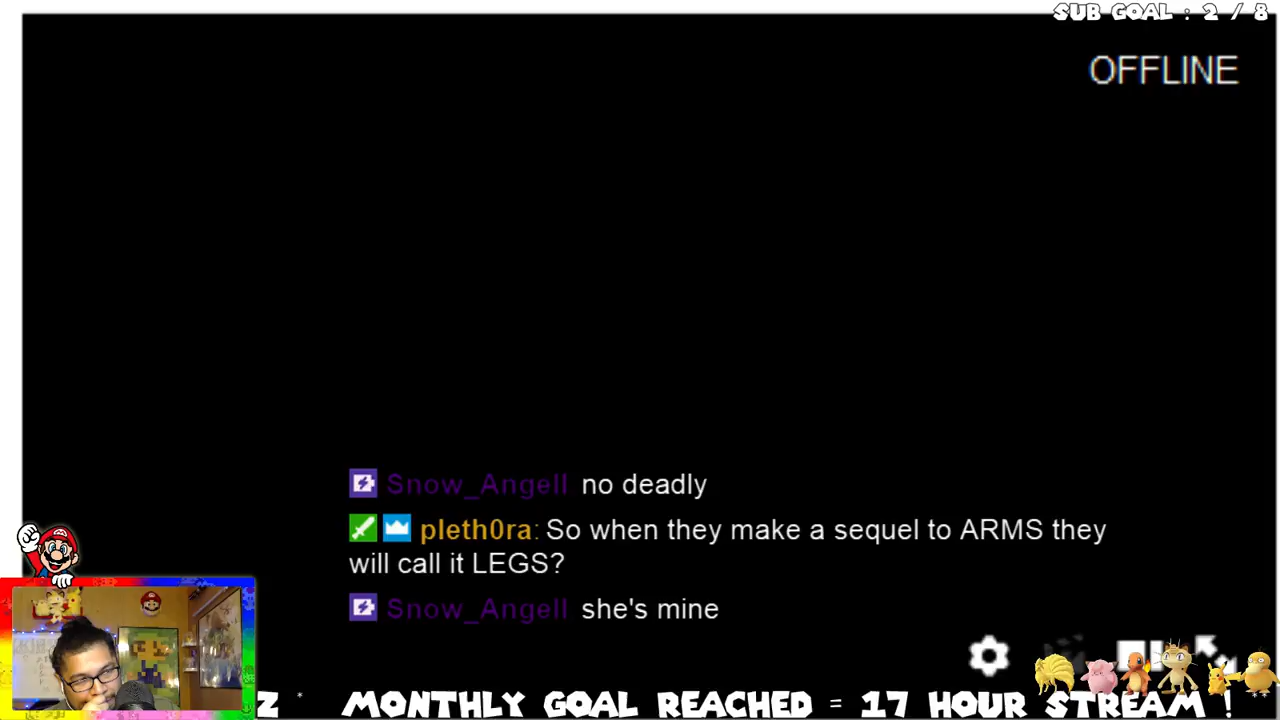 SUB GOAL : 2 / 8
OFFLINE
Snow_Angell no deadly
pleth0ra: So when they make a sequel to ARMS they
will call it LEGS?
Snow_Angell she's mine
Z * MONTHLY GOAL REACHED = 17 HOUR STREAM !